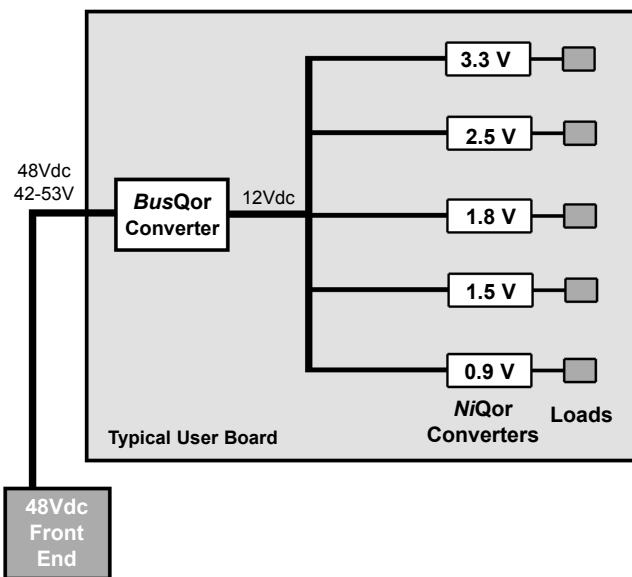 3.3 V
2.5 V
48Vdc
42-53V
BusQor
Converter
12Vdc
1.8 V
1.5 V
0.9 V
NiQor
Converters
Loads
Typical User Board
48Vdc
Front
End